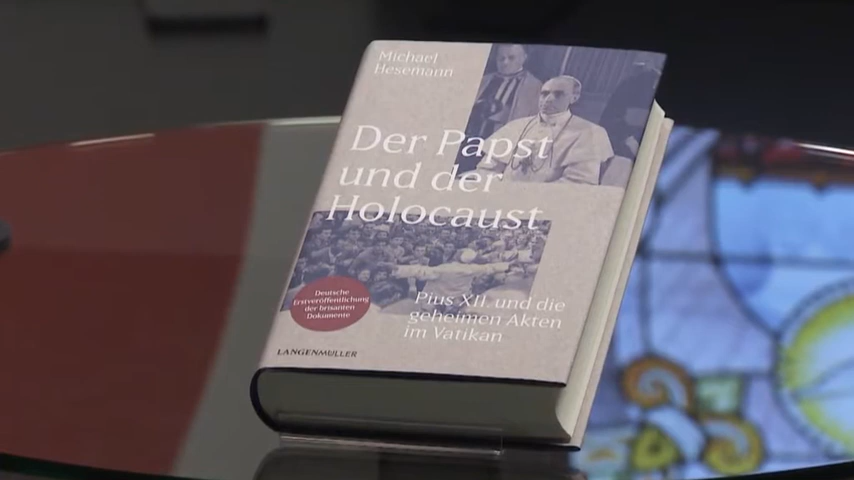 Michael
Hesemann
Der Papst
und der
Holocaust
Deutsche
Erstveröffentlichung
der brisanten
Dokumente
Pius XII. und die
geheimen Akten
im Vatikan
LANGENMÜLLER